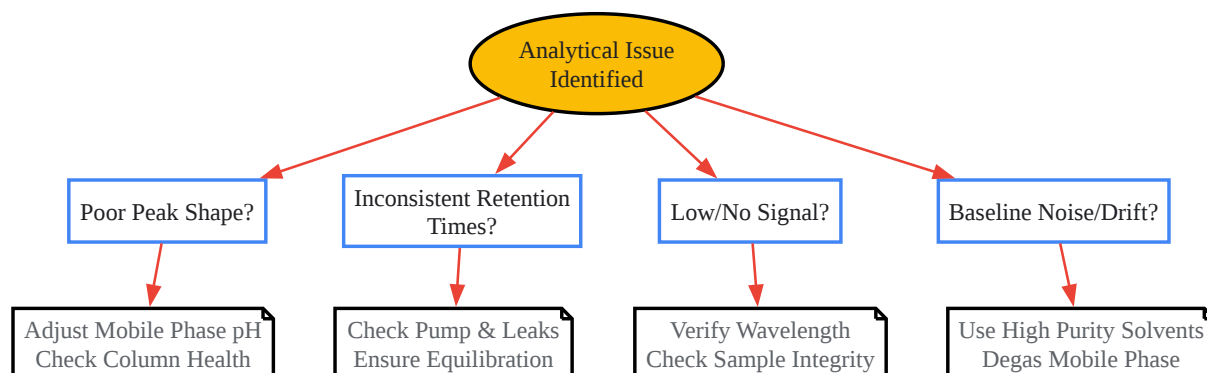 Analytical Issue
Identified
Poor Peak Shape?
Inconsistent Retention
Times?
Low/No Signal?
Baseline Noise/Drift?
Adjust Mobile Phase pH
Check Column Health
Check Pump & Leaks
Ensure Equilibration
Verify Wavelength
Check Sample Integrity
Use High Purity Solvents
Degas Mobile Phase